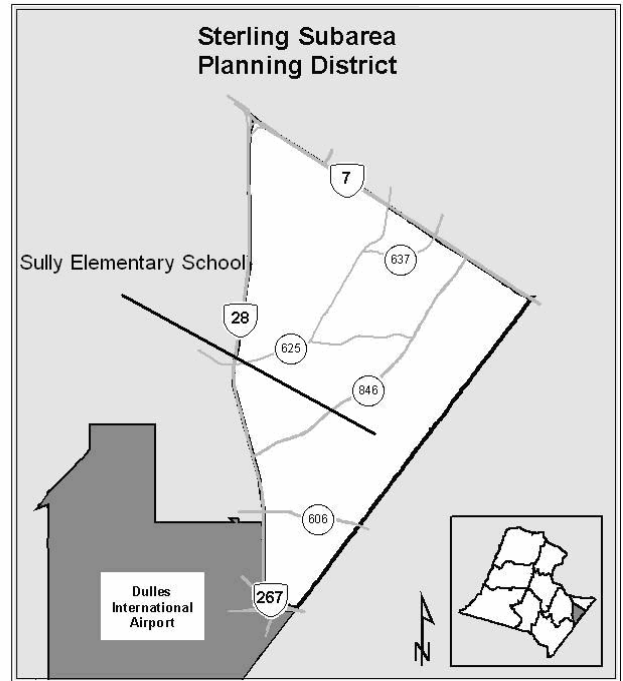 Sterling Subarea
Planning District
7
637
Sully Elementary School
28
625
846
606
267
Dulles
International
Airport
N